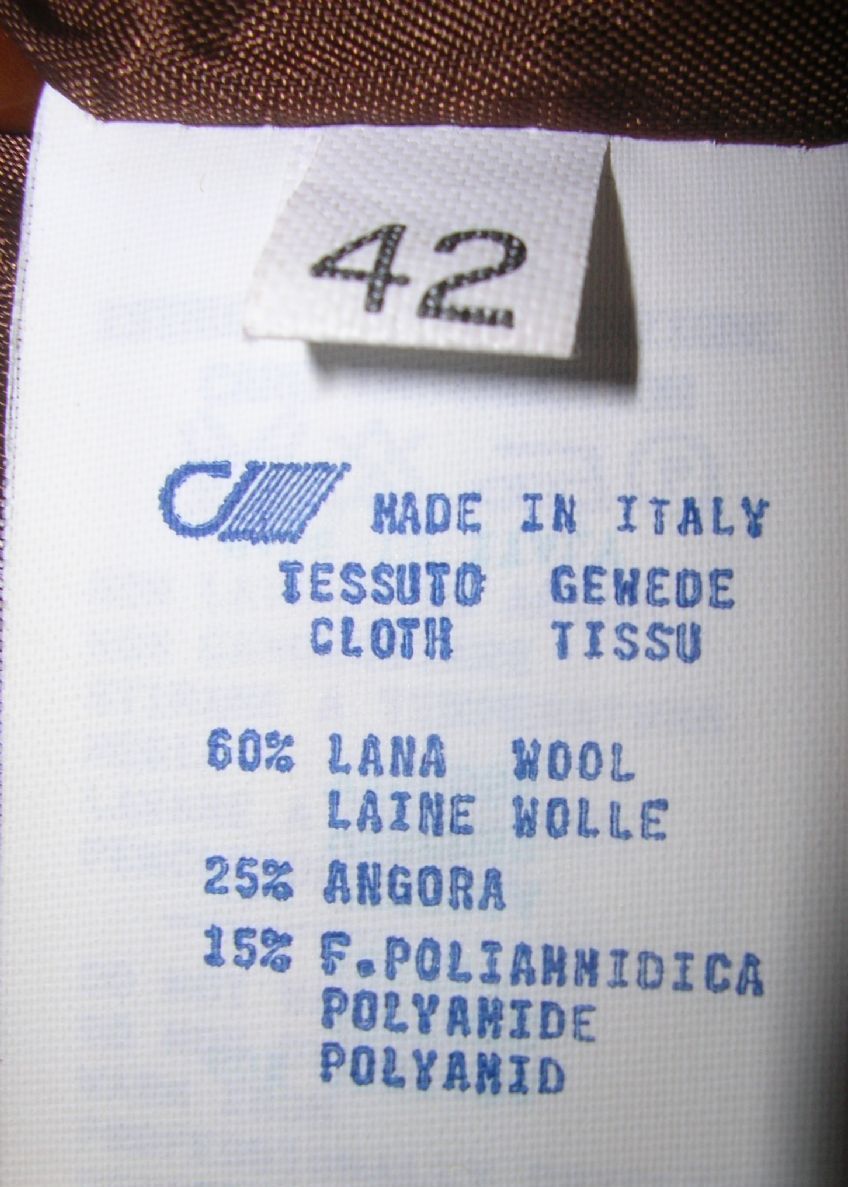 42
MADE IN ITALY
TESSUTO GEWEDE
CLOTH TISSU
60% LANA WOOL
LAINE WOLLE
25% ANGORA
15% F.POLIAMMIDICA
POLYAMIDE
POLYAMID